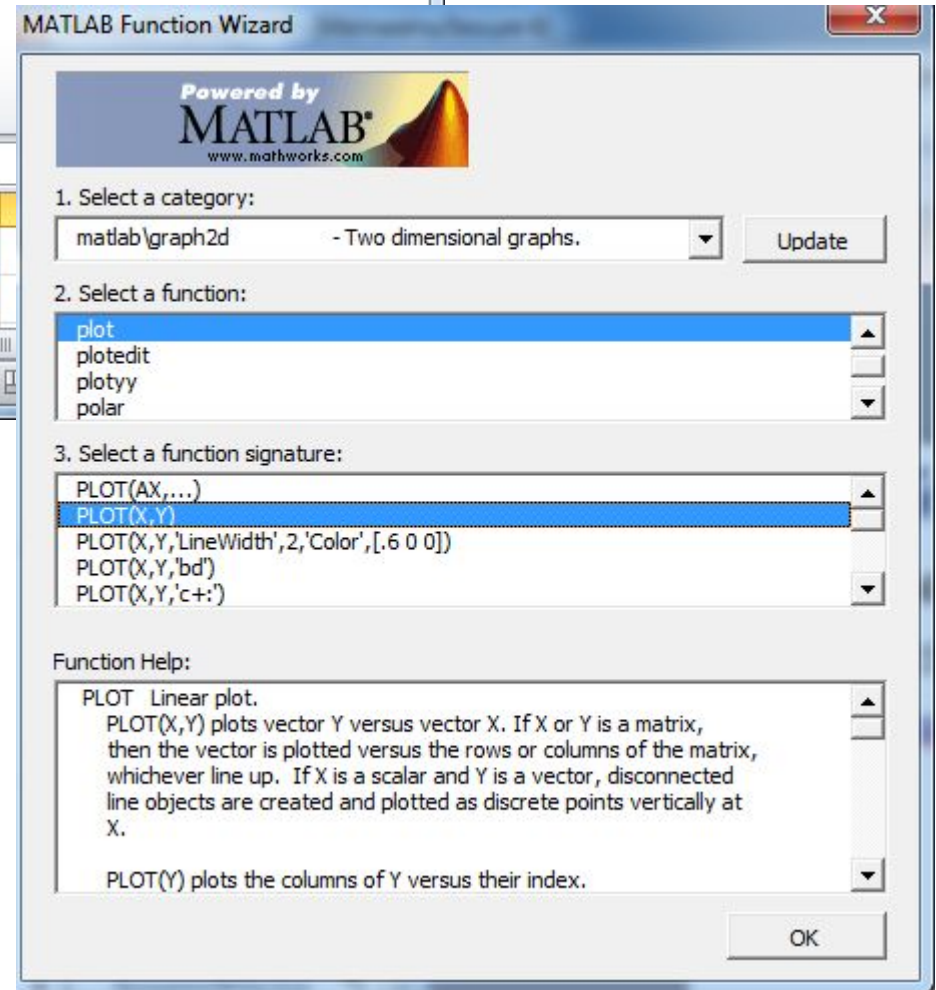 MATLAB Function Wizard
Powered by
MATLAB®
www.mathworks.com
1. Select a category:
matlab\graph2d - Two dimensional graphs.
Update
2. Select a function:
plot
plotedit
plotyy
polar
3. Select a function signature:
PLOT(AX,...)
PLOT(X,Y)
PLOT(X,Y,'LineWidth',2,'Color',[.6 0 0])
PLOT(X,Y,'bd')
PLOT(X,Y,'c+:')
Function Help:
PLOT Linear plot.
PLOT(X,Y) plots vector Y versus vector X. If X or Y is a matrix,
then the vector is plotted versus the rows or columns of the matrix,
whichever line up. If X is a scalar and Y is a vector, disconnected
line objects are created and plotted as discrete points vertically at
X.
PLOT(Y) plots the columns of Y versus their index.
OK